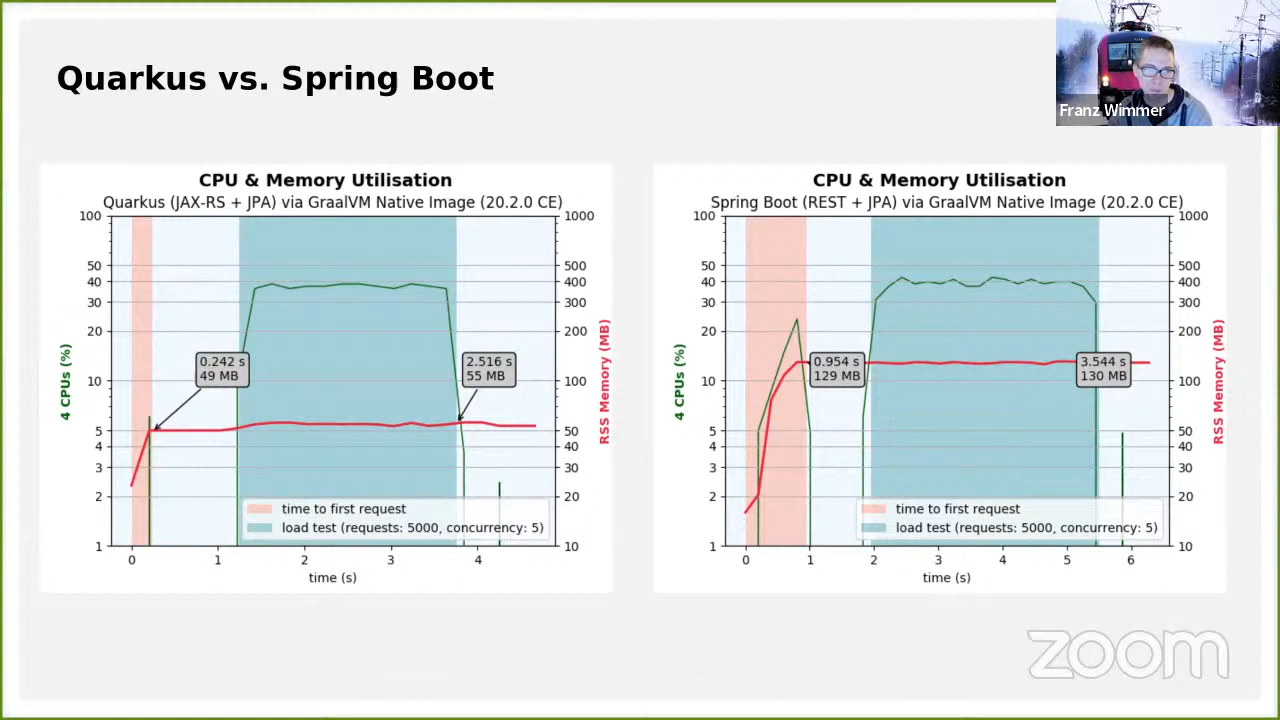 Quarkus vs. Spring Boot
Franz Wimmer
CPU & Memory Utilisation
Quarkus (JAX-RS + JPA) via GraalVM Native Image (20.2.0 CE)
100
50
40
30
20
10
5
4
3
2
1
4 CPUs (%)
1000
500
400
300
200
100
50
40
30
20
10
RSS Memory (MB)
0.242 s
49 MB
2.516 s
55 MB
time to first request
load test (requests: 5000, concurrency: 5)
0 1 2 3 4
time (s)
CPU & Memory Utilisation
Spring Boot (REST + JPA) via GraalVM Native Image (20.2.0 CE)
100
50
40
30
20
10
5
4
3
2
1
4 CPUs (%)
1000
500
400
300
200
100
50
40
30
20
10
RSS Memory (MB)
0.954 s
129 MB
3.544 s
130 MB
time to first request
load test (requests: 5000, concurrency: 5)
0 1 2 3 4 5 6
time (s)
zoom